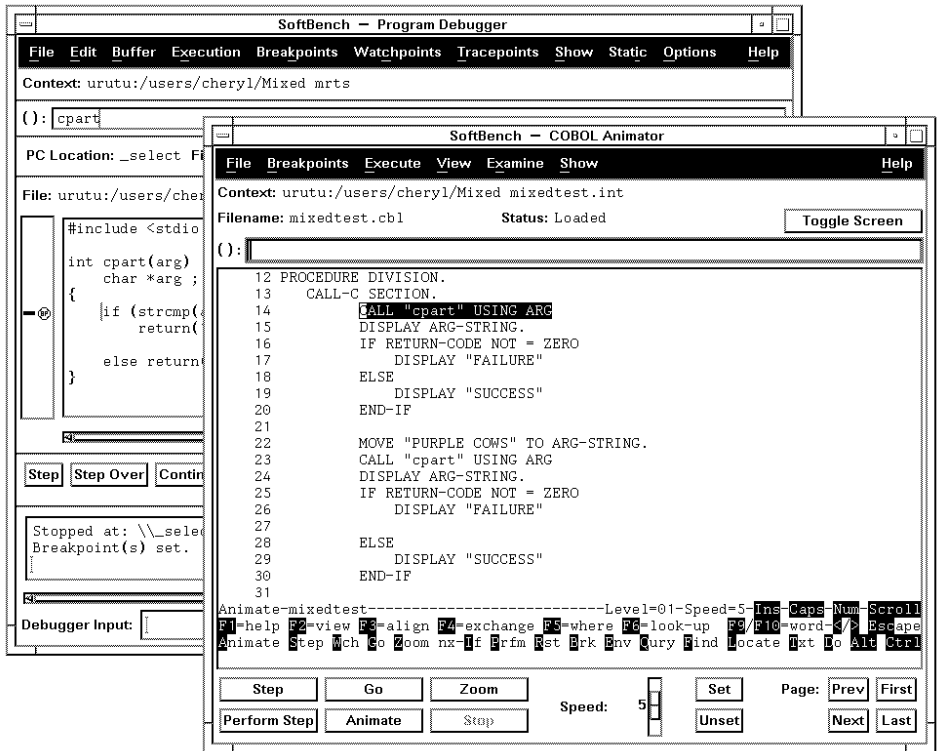 SoftBench — Program Debugger
File Edit Buffer Execution Breakpoints Watchpoints Tracepoints Show Static Options Help
Context: urutu:/users/cheryl/Mixed mrts
(): cpart
PC Location: _select Fi
File: urutu:/users/cher
#include <stdio
int cpart(arg)
char *arg ;
{
if (strcmp(
return(
else return
}
Step Step Over Contin
Stopped at: \\_selec
Breakpoint(s) set.
Debugger Input:
SoftBench — COBOL Animator
File Breakpoints Execute View Examine Show Help
Context: urutu:/users/cheryl/Mixed mixedtest.int
Filename: mixedtest.cbl Status: Loaded Toggle Screen
():
12 PROCEDURE DIVISION.
13 CALL-C SECTION.
14 CALL "cpart" USING ARG
15 DISPLAY ARG-STRING.
16 IF RETURN-CODE NOT = ZERO
17 DISPLAY "FAILURE"
18 ELSE
19 DISPLAY "SUCCESS"
20 END-IF
21
22 MOVE "PURPLE COWS" TO ARG-STRING.
23 CALL "cpart" USING ARG
24 DISPLAY ARG-STRING.
25 IF RETURN-CODE NOT = ZERO
26 DISPLAY "FAILURE"
27
28 ELSE
29 DISPLAY "SUCCESS"
30 END-IF
31
Animate-mixedtest---------------------------Level=01-Speed=5-Ins-Caps-Num-Scroll
F1=help F2=view F3=align F4=exchange F5=where F6=look-up F9/F10=word-</> Escape
Animate Step Wch Go Zoom nx-If Prfm Rst Brk Env Qury Find Locate Txt Do Alt Ctrl
Step Go Zoom Speed: 5 Set Page: Prev First
Perform Step Animate Stop Unset Next Last